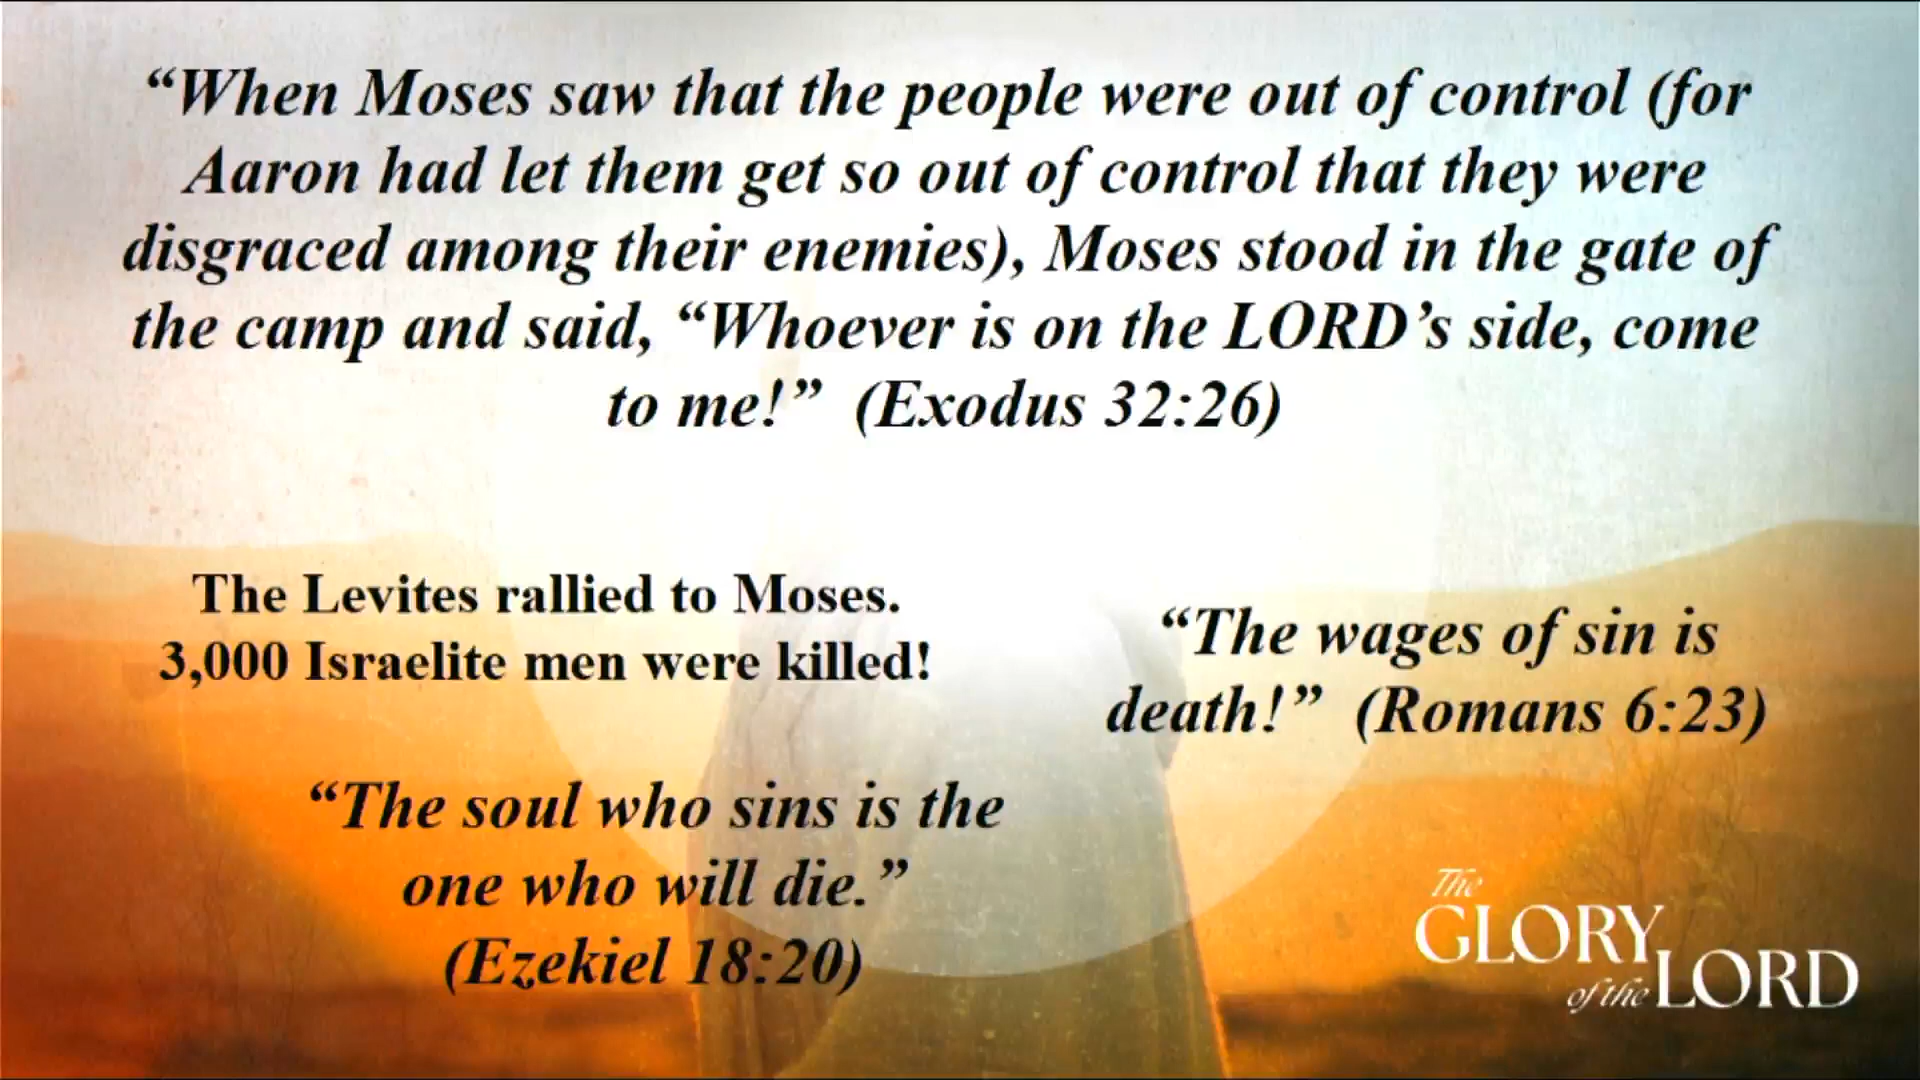 “When Moses saw that the people were out of control (for
Aaron had let them get so out of control that they were
disgraced among their enemies), Moses stood in the gate of
the camp and said, “Whoever is on the LORD’s side, come
to me!”  (Exodus 32:26)
The Levites rallied to Moses.
3,000 Israelite men were killed!
“The wages of sin is
death!”  (Romans 6:23)
“The soul who sins is the
one who will die.”
(Ezekiel 18:20)
The
GLORY
of the LORD